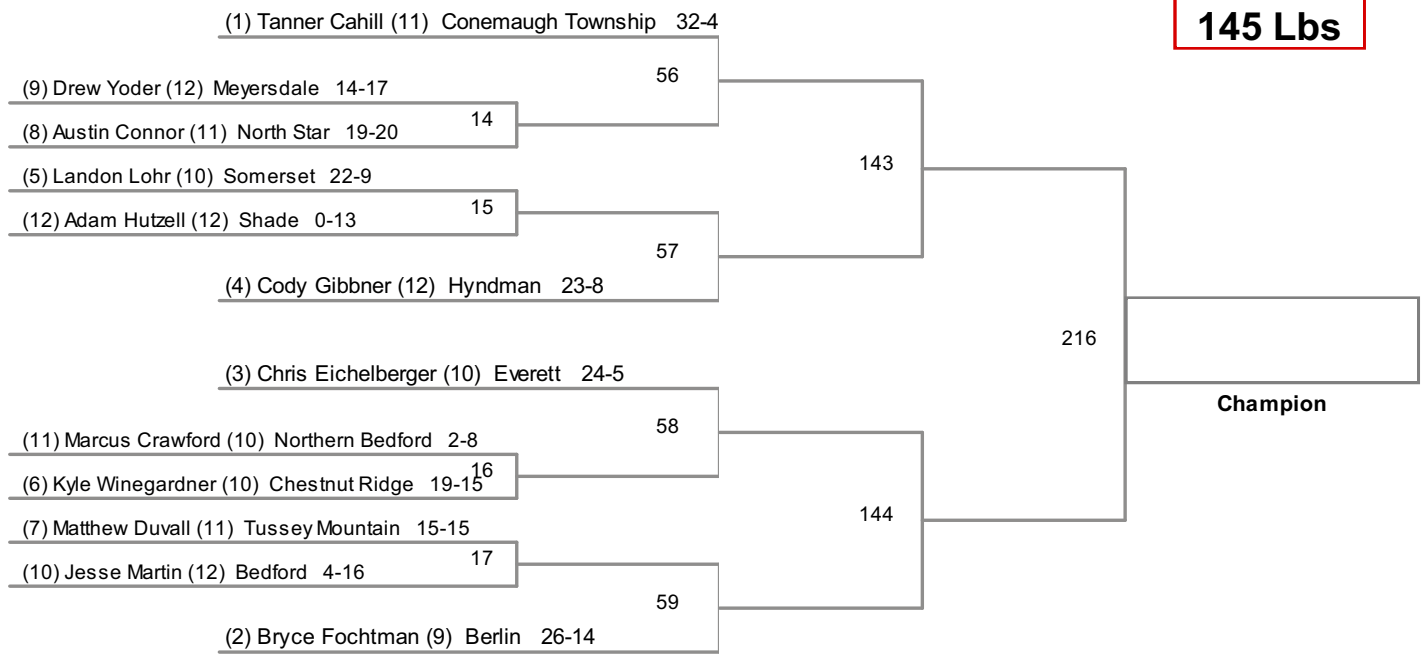 (1) Tanner Cahill (11) Conemaugh Township 32-4
145 Lbs
56
(9) Drew Yoder (12) Meyersdale 14-17
14
(8) Austin Connor (11) North Star 19-20
143
(5) Landon Lohr (10) Somerset 22-9
15
(12) Adam Hutzell (12) Shade 0-13
57
(4) Cody Gibbner (12) Hyndman 23-8
216
(3) Chris Eichelberger (10) Everett 24-5
Champion
58
(11) Marcus Crawford (10) Northern Bedford 2-8
16
(6) Kyle Winegardner (10) Chestnut Ridge 19-15
144
(7) Matthew Duvall (11) Tussey Mountain 15-15
17
(10) Jesse Martin (12) Bedford 4-16
59
(2) Bryce Fochtman (9) Berlin 26-14